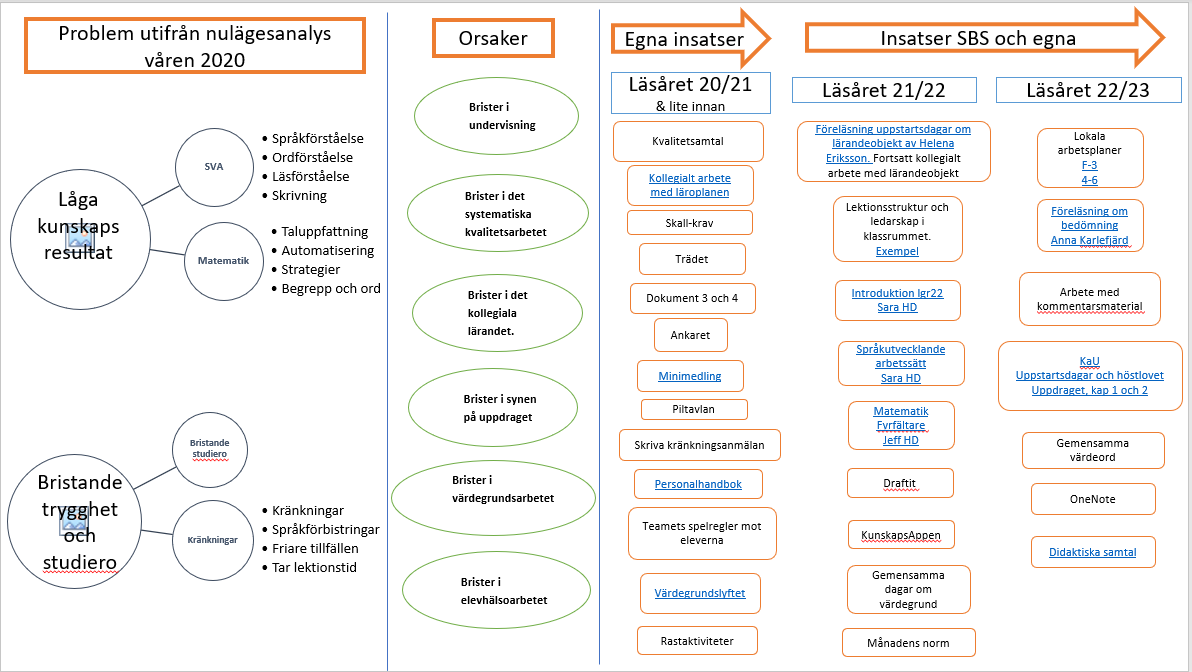 Problem utifrån nulägesanalys
våren 2020
Låga
kunskaps
resultat
SVA
• Språkförståelse
• Ordförståelse
• Läsförståelse
• Skrivning
Matematik
• Taluppfattning
• Automatisering
• Strategier
• Begrepp och ord
Bristande
trygghet
och
studiero
Bristande
studiero
Kränkningar
• Kränkningar
• Språkförbistringar
• Friare tillfällen
• Tar lektionstid
Orsaker
Brister i
undervisning
Brister i det
systematiska
kvalitetsarbetet
Brister i det
kollegiala
lärandet.
Brister i synen
på uppdraget
Brister i
värdegrundsarbetet
Brister i
elevhälsoarbetet
Egna insatser
Läsåret 20/21
& lite innan
Kvalitetsamtal
Kollegialt arbete
med läroplanen
Skall-krav
Trädet
Dokument 3 och 4
Ankaret
Minimedling
Piltavlan
Skriva kränkningsanmälan
Personalhandbok
Teamets spelregler mot
eleverna
Värdegrundslyftet
Rastaktiviteter
Insatser SBS och egna
Läsåret 21/22
Föreläsning uppstartsdagar om
lärandeobjekt av Helena
Eriksson. Fortsatt kollegialt
arbete med lärandeobjekt
Lektionsstruktur och
ledarskap i
klassrummet.
Exempel
Introduktion lgr22
Sara HD
Språkutvecklande
arbetssätt
Sara HD
Matematik
Fyrfältare
Jeff HD
Draftit
KunskapsAppen
Gemensamma
dagar om
värdegrund
Månadens norm
Läsåret 22/23
Lokala
arbetsplaner
F-3
4-6
Föreläsning om
bedömning
Anna Karlefjärd
Arbete med
kommentarsmaterial
KaU
Uppstartsdagar och höstlovet
Uppdraget, kap 1 och 2
Gemensamma
värdeord
OneNote
Didaktiska samtal